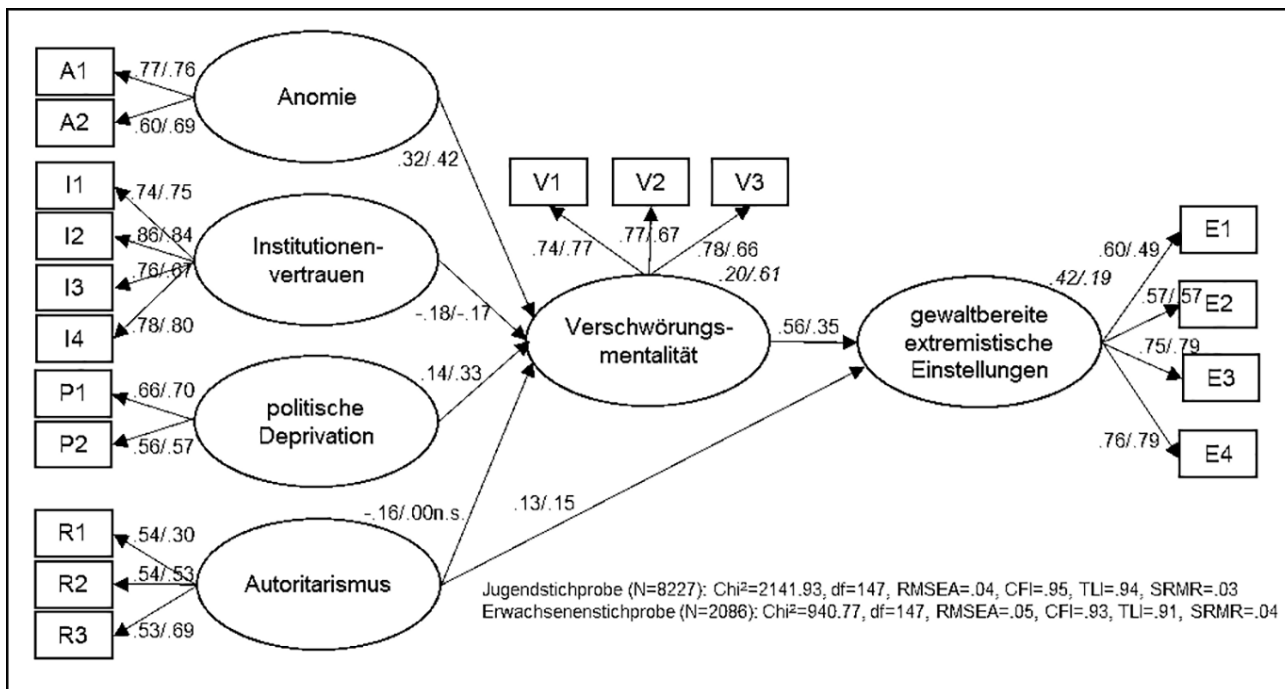 A1
.77/.76
A2
.60/.69
Anomie
.32/.42
I1
.74/.75
I2
.86/.84
I3
.76/.67
I4
.78/.80
Institutionen-
vertrauen
-.18/-.17
P1
.66/.70
P2
.56/.57
politische
Deprivation
.14/.33
R1
.54/.30
R2
.54/.53
R3
.53/.69
Autoritarismus
-.16/.00n.s.
.13/.15
V1
V2
V3
.74/.77
.77/.67
.78/.66
.20/.61
Verschwörungs-
mentalität
.56/.35
.42/.19
gewaltbereite
extremistische
Einstellungen
E1
.60/.49
E2
.57/.57
E3
.75/.79
E4
.76/.79
Jugendstichprobe (N=8227): Chi²=2141.93, df=147, RMSEA=.04, CFI=.95, TLI=.94, SRMR=.03
Erwachsenenstichprobe (N=2086): Chi²=940.77, df=147, RMSEA=.05, CFI=.93, TLI=.91, SRMR=.04